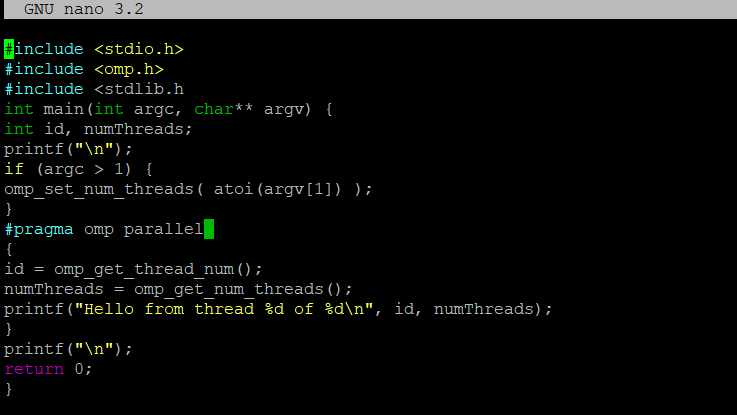 GNU nano 3.2
#include <stdio.h>
#include <omp.h>
#include <stdlib.h
int main(int argc, char** argv) {
int id, numThreads;
printf("\n");
if (argc > 1) {
omp_set_num_threads( atoi(argv[1]) );
}
#pragma omp parallel
{
id = omp_get_thread_num();
numThreads = omp_get_num_threads();
printf("Hello from thread %d of %d\n", id, numThreads);
}
printf("\n");
return 0;
}